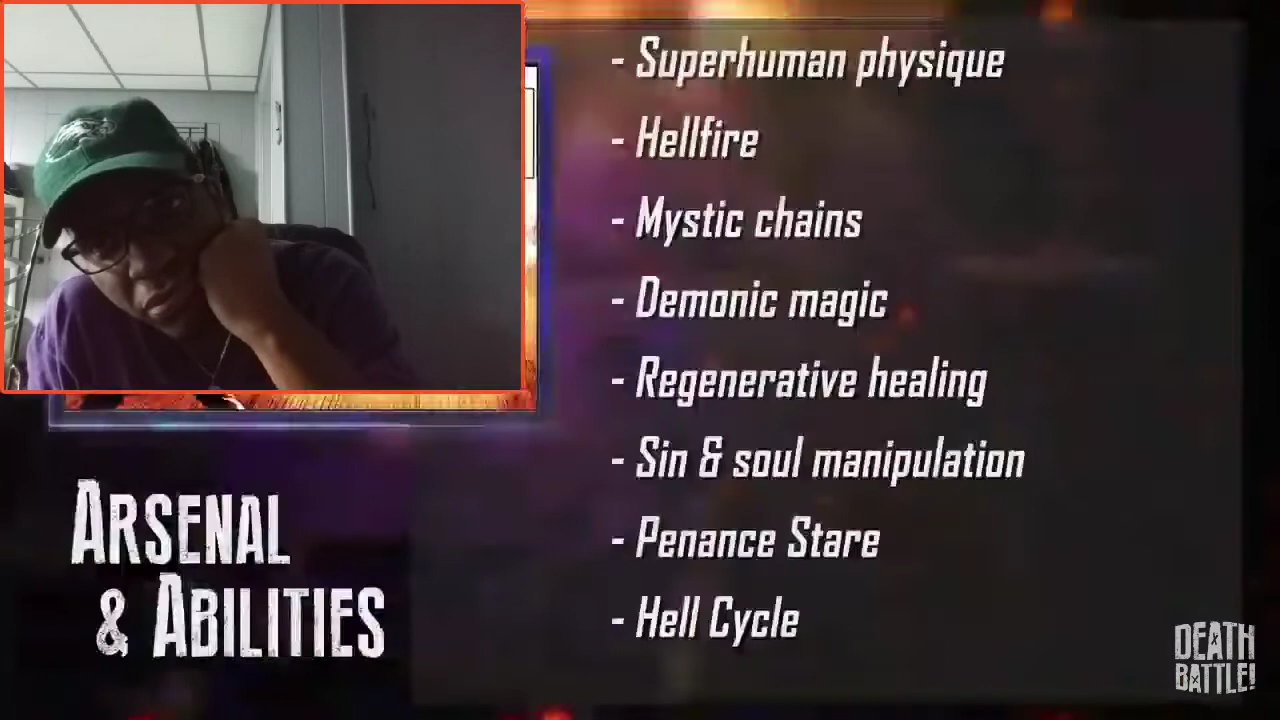 - Superhuman physique
- Hellfire
- Mystic chains
- Demonic magic
- Regenerative healing
- Sin & soul manipulation
- Penance Stare
- Hell Cycle
Arsenal
& Abilities
DEATH
BATTLE!